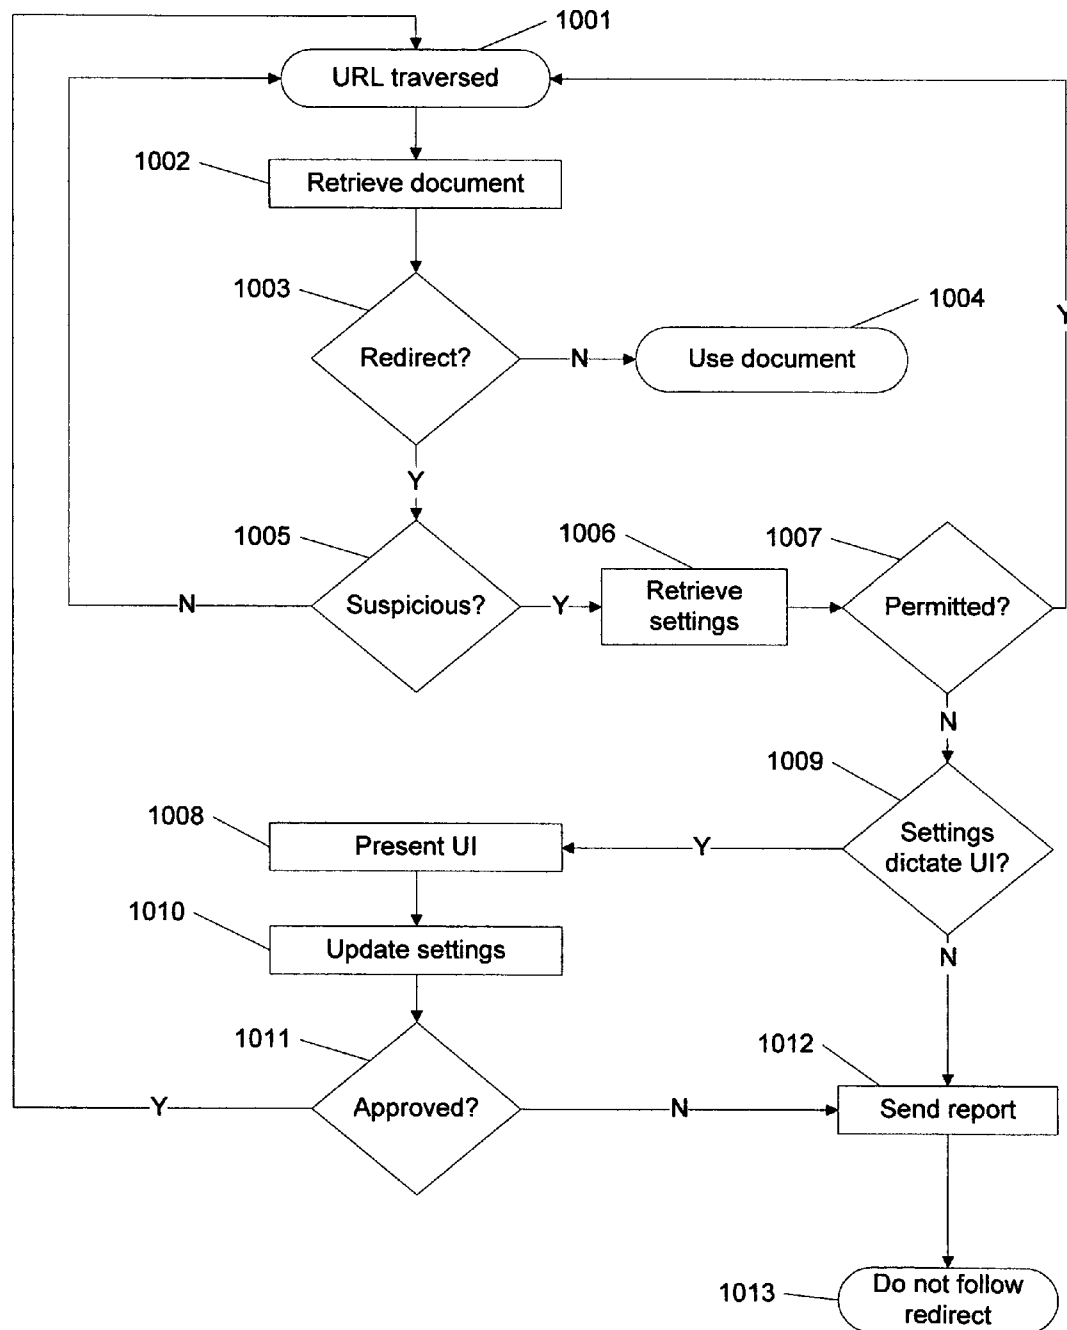 1001
URL traversed
1002
Retrieve document
1003
1004
Y
Redirect?
N
Use document
Y
1005
1006
1007
Suspicious?
N
Y
Retrieve
settings
Permitted?
N
1009
1008
Present UI
Y
Settings
dictate UI?
1010
Update settings
N
1011
1012
Y
Approved?
N
Send report
1013
Do not follow
redirect